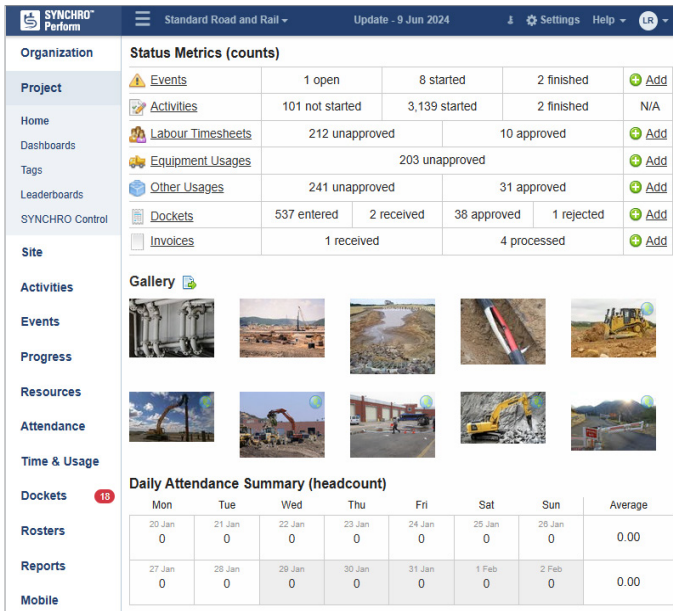 SYNCHRO™ Perform
Standard Road and Rail
Update - 9 Jun 2024
Settings
Help
LR
Organization
Project
Home
Dashboards
Tags
Leaderboards
SYNCHRO Control
Site
Activities
Events
Progress
Resources
Attendance
Time & Usage
Dockets 18
Rosters
Reports
Mobile
Status Metrics (counts)
Events 1 open 8 started 2 finished Add
Activities 101 not started 3,139 started 2 finished N/A
Labour Timesheets 212 unapproved 10 approved Add
Equipment Usages 203 unapproved Add
Other Usages 241 unapproved 31 approved Add
Dockets 537 entered 2 received 38 approved 1 rejected Add
Invoices 1 received 4 processed Add
Gallery
Daily Attendance Summary (headcount)
Mon Tue Wed Thu Fri Sat Sun Average
20 Jan 21 Jan 22 Jan 23 Jan 24 Jan 25 Jan 26 Jan
0 0 0 0 0 0 0 0.00
27 Jan 28 Jan 29 Jan 30 Jan 31 Jan 1 Feb 2 Feb
0 0 0 0 0 0 0 0.00